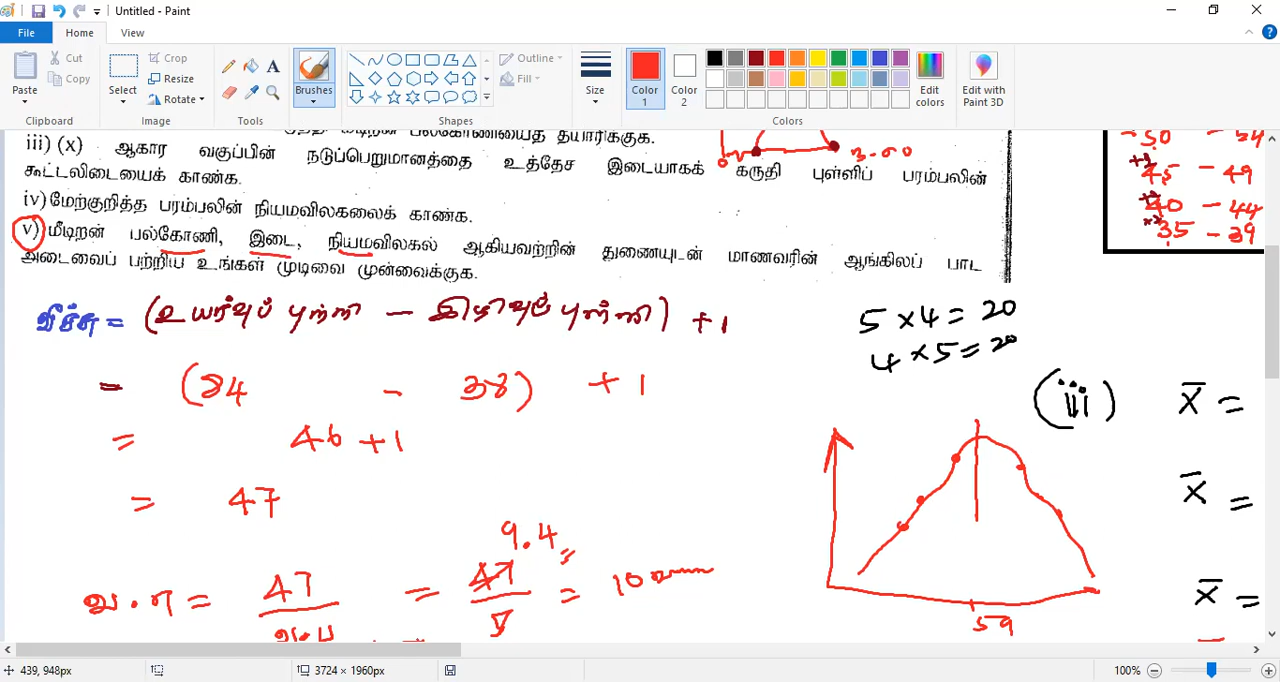 Untitled - Paint
File Home View
Paste
Cut
Copy
Clipboard
Select
Crop
Resize
Rotate
Image
A
Tools
Brushes
Outline
Fill
Shapes
Size
Color 1
Color 2
Colors
Edit colors
Edit with Paint 3D
பல்கோணியைத் தயாரிக்குக.
iii) (x) ஆகார வகுப்பின் நடுப்பெறுமானத்தை உத்தேச இடையாகக் கருதி புள்ளிப் பரம்பலின்
கூட்டலிடையைக் காண்க.
iv) மேற்குறித்த பரம்பலின் நியமவிலகலைக் காண்க.
v) மீடிறன் பல்கோணி, இடை, நியமவிலகல் ஆகியவற்றின் துணையுடன் மாணவரின் ஆங்கிலப் பாட
அடைவைப் பற்றிய உங்கள் முடிவை முன்வைக்குக.
0
50 - 54
45 - 49
40 - 44
35 - 39
வீச்சு = (உயர்வுப் புள்ளி - இழிவுப் புள்ளி) + 1
= (84 - 38) + 1
= 46 + 1
= 47
9.4
வ.எ = 47 = 47 = 10
5
5 × 4 = 20
4 × 5 = 20
(iii) x̄ =
x̄ =
x̄ =
59
439, 948px
3724 × 1960px
100%